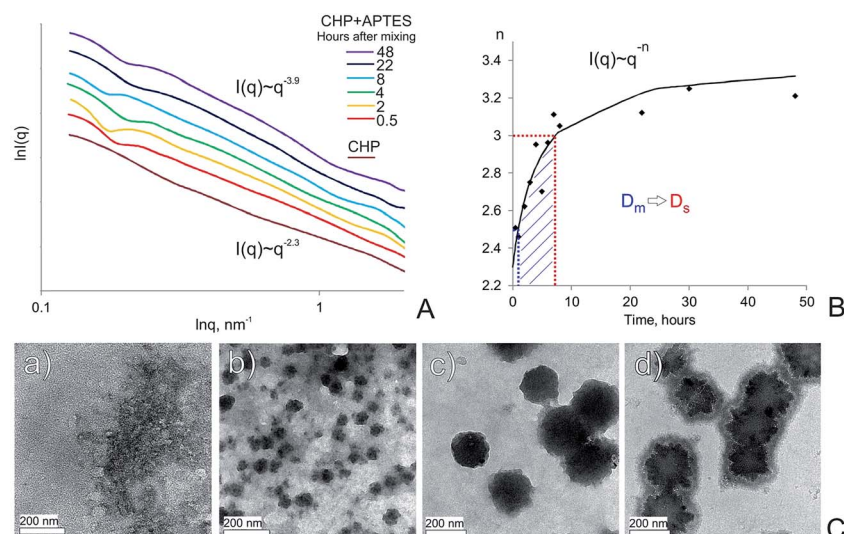 CHP+APTES
Hours after mixing
48
22
8
4
2
0.5
CHP
I(q)~q^-3.9
I(q)~q^-2.3
lnI(q)
0.1
1
lnq, nm^-1
A
n
3.4
3.2
3
2.8
2.6
2.4
2.2
0
10
20
30
40
50
Time, hours
I(q)~q^-n
Dm⇨Ds
B
a)
200 nm
b)
200 nm
c)
200 nm
d)
200 nm
C